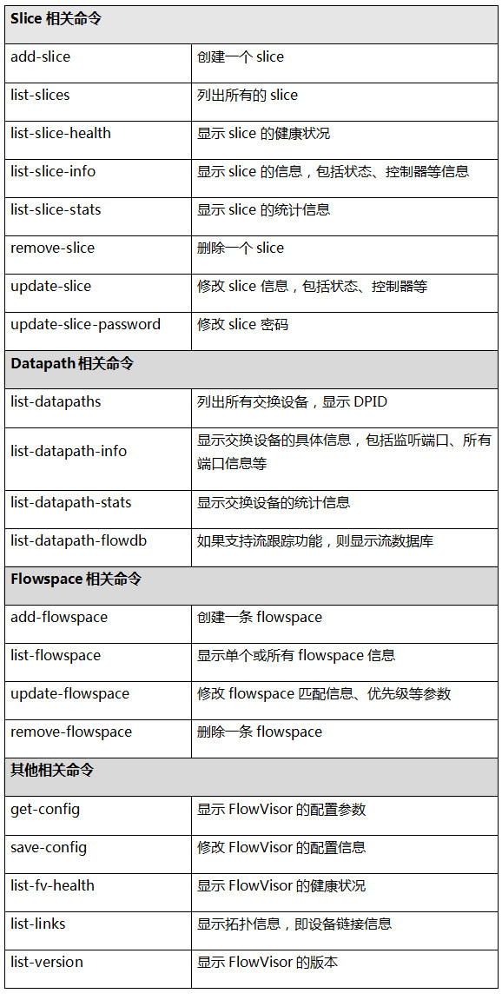 Slice 相关命令
add-slice 创建一个 slice
list-slices 列出所有的 slice
list-slice-health 显示 slice 的健康状况
list-slice-info 显示 slice 的信息，包括状态、控制器等信息
list-slice-stats 显示 slice 的统计信息
remove-slice 删除一个 slice
update-slice 修改 slice 信息，包括状态、控制器等
update-slice-password 修改 slice 密码
Datapath 相关命令
list-datapaths 列出所有交换设备，显示 DPID
list-datapath-info 显示交换设备的具体信息，包括监听端口、所有
端口信息等
list-datapath-stats 显示交换设备的统计信息
list-datapath-flowdb 如果支持流跟踪功能，则显示流数据库
Flowspace 相关命令
add-flowspace 创建一条 flowspace
list-flowspace 显示单个或所有 flowspace 信息
update-flowspace 修改 flowspace 匹配信息、优先级等参数
remove-flowspace 删除一条 flowspace
其他相关命令
get-config 显示 FlowVisor 的配置参数
save-config 修改 FlowVisor 的配置信息
list-fv-health 显示 FlowVisor 的健康状况
list-links 显示拓扑信息，即设备链接信息
list-version 显示 FlowVisor 的版本